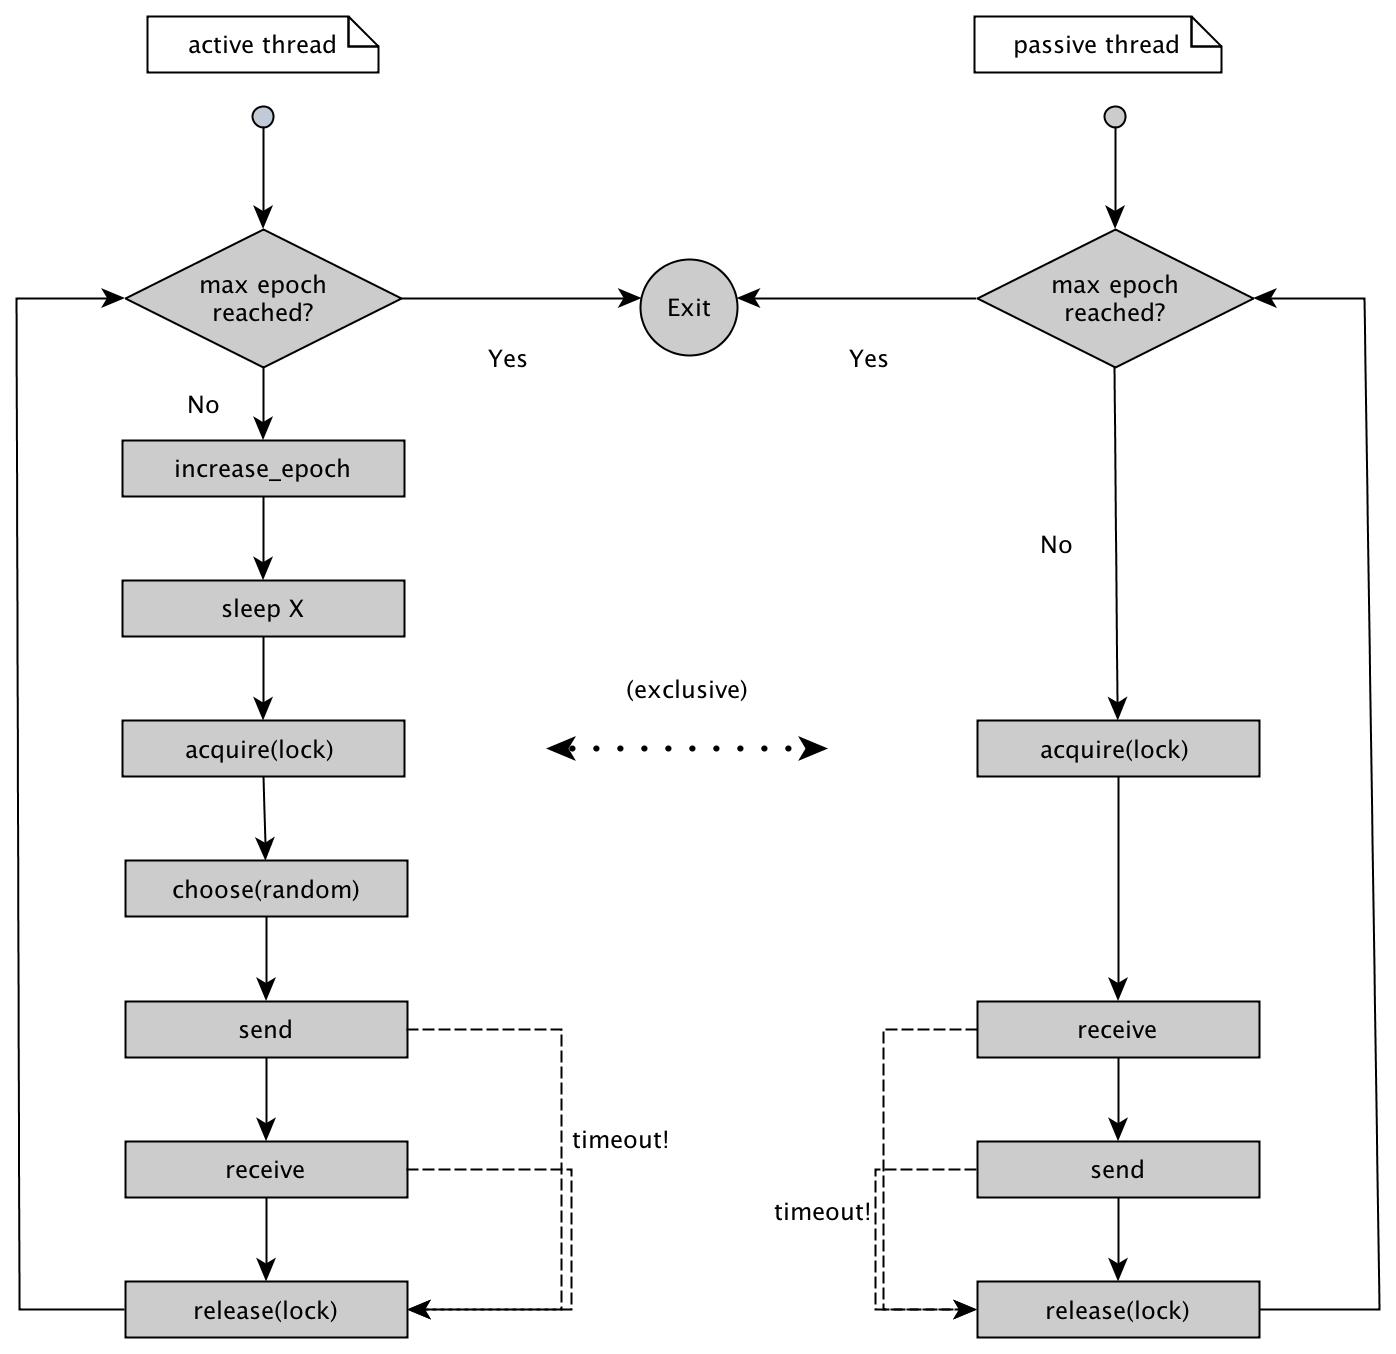 active thread
passive thread
max epoch
reached?
Exit
max epoch
reached?
Yes
Yes
No
increase_epoch
No
sleep X
(exclusive)
acquire(lock)
acquire(lock)
choose(random)
send
receive
timeout!
receive
send
timeout!
release(lock)
release(lock)